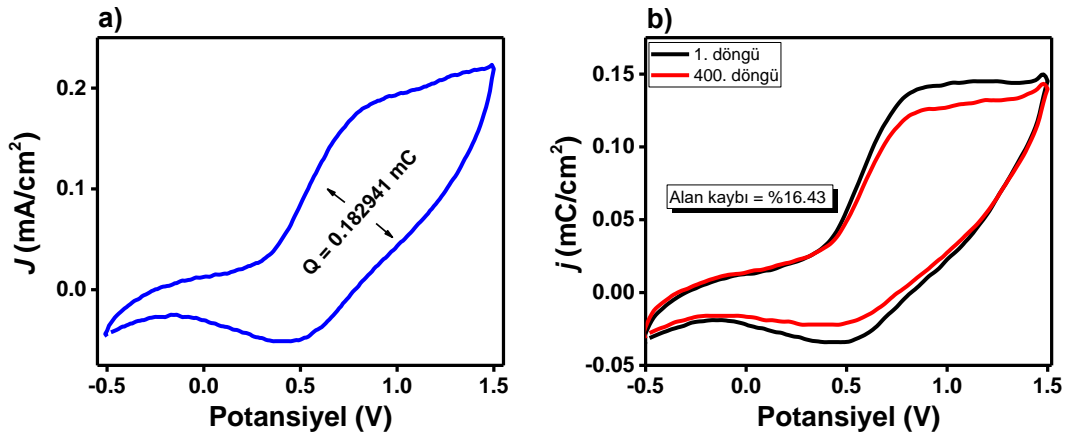 a)
J (mA/cm²)
0.2
0.1
0.0
Q = 0.182941 mC
-0.5 0.0 0.5 1.0 1.5
Potansiyel (V)
b)
j (mC/cm²)
0.15
0.10
0.05
0.00
-0.05
1. döngü
400. döngü
Alan kaybı = %16.43
-0.5 0.0 0.5 1.0 1.5
Potansiyel (V)